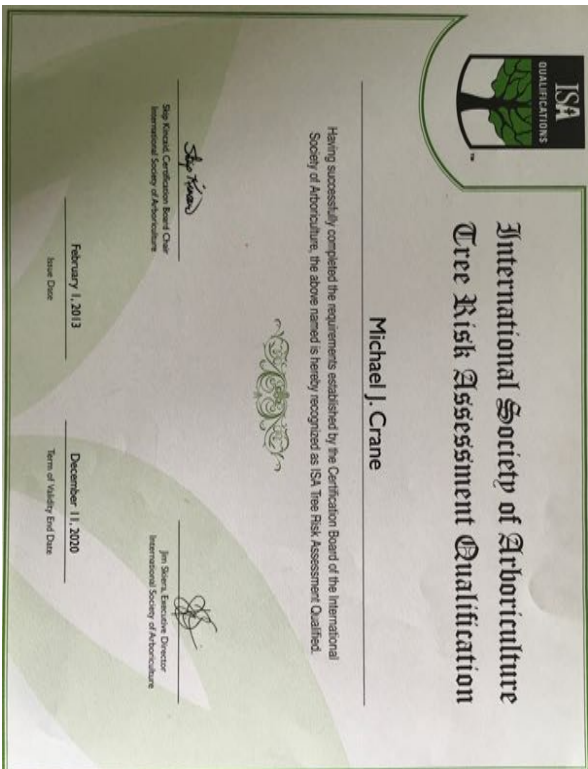 ISA
QUALIFICATIONS
International Society of Arboriculture
Tree Risk Assessment Qualification
Michael J. Crane
Having successfully completed the requirements established by the Certification Board of the International
Society of Arboriculture, the above named is hereby recognized as ISA Tree Risk Assessment Qualified.
Skip Kincaid, Certification Board Chair
International Society of Arboriculture
Jim Skiera, Executive Director
International Society of Arboriculture
February 1, 2013
Issue Date
December 11, 2020
Term of Validity End Date